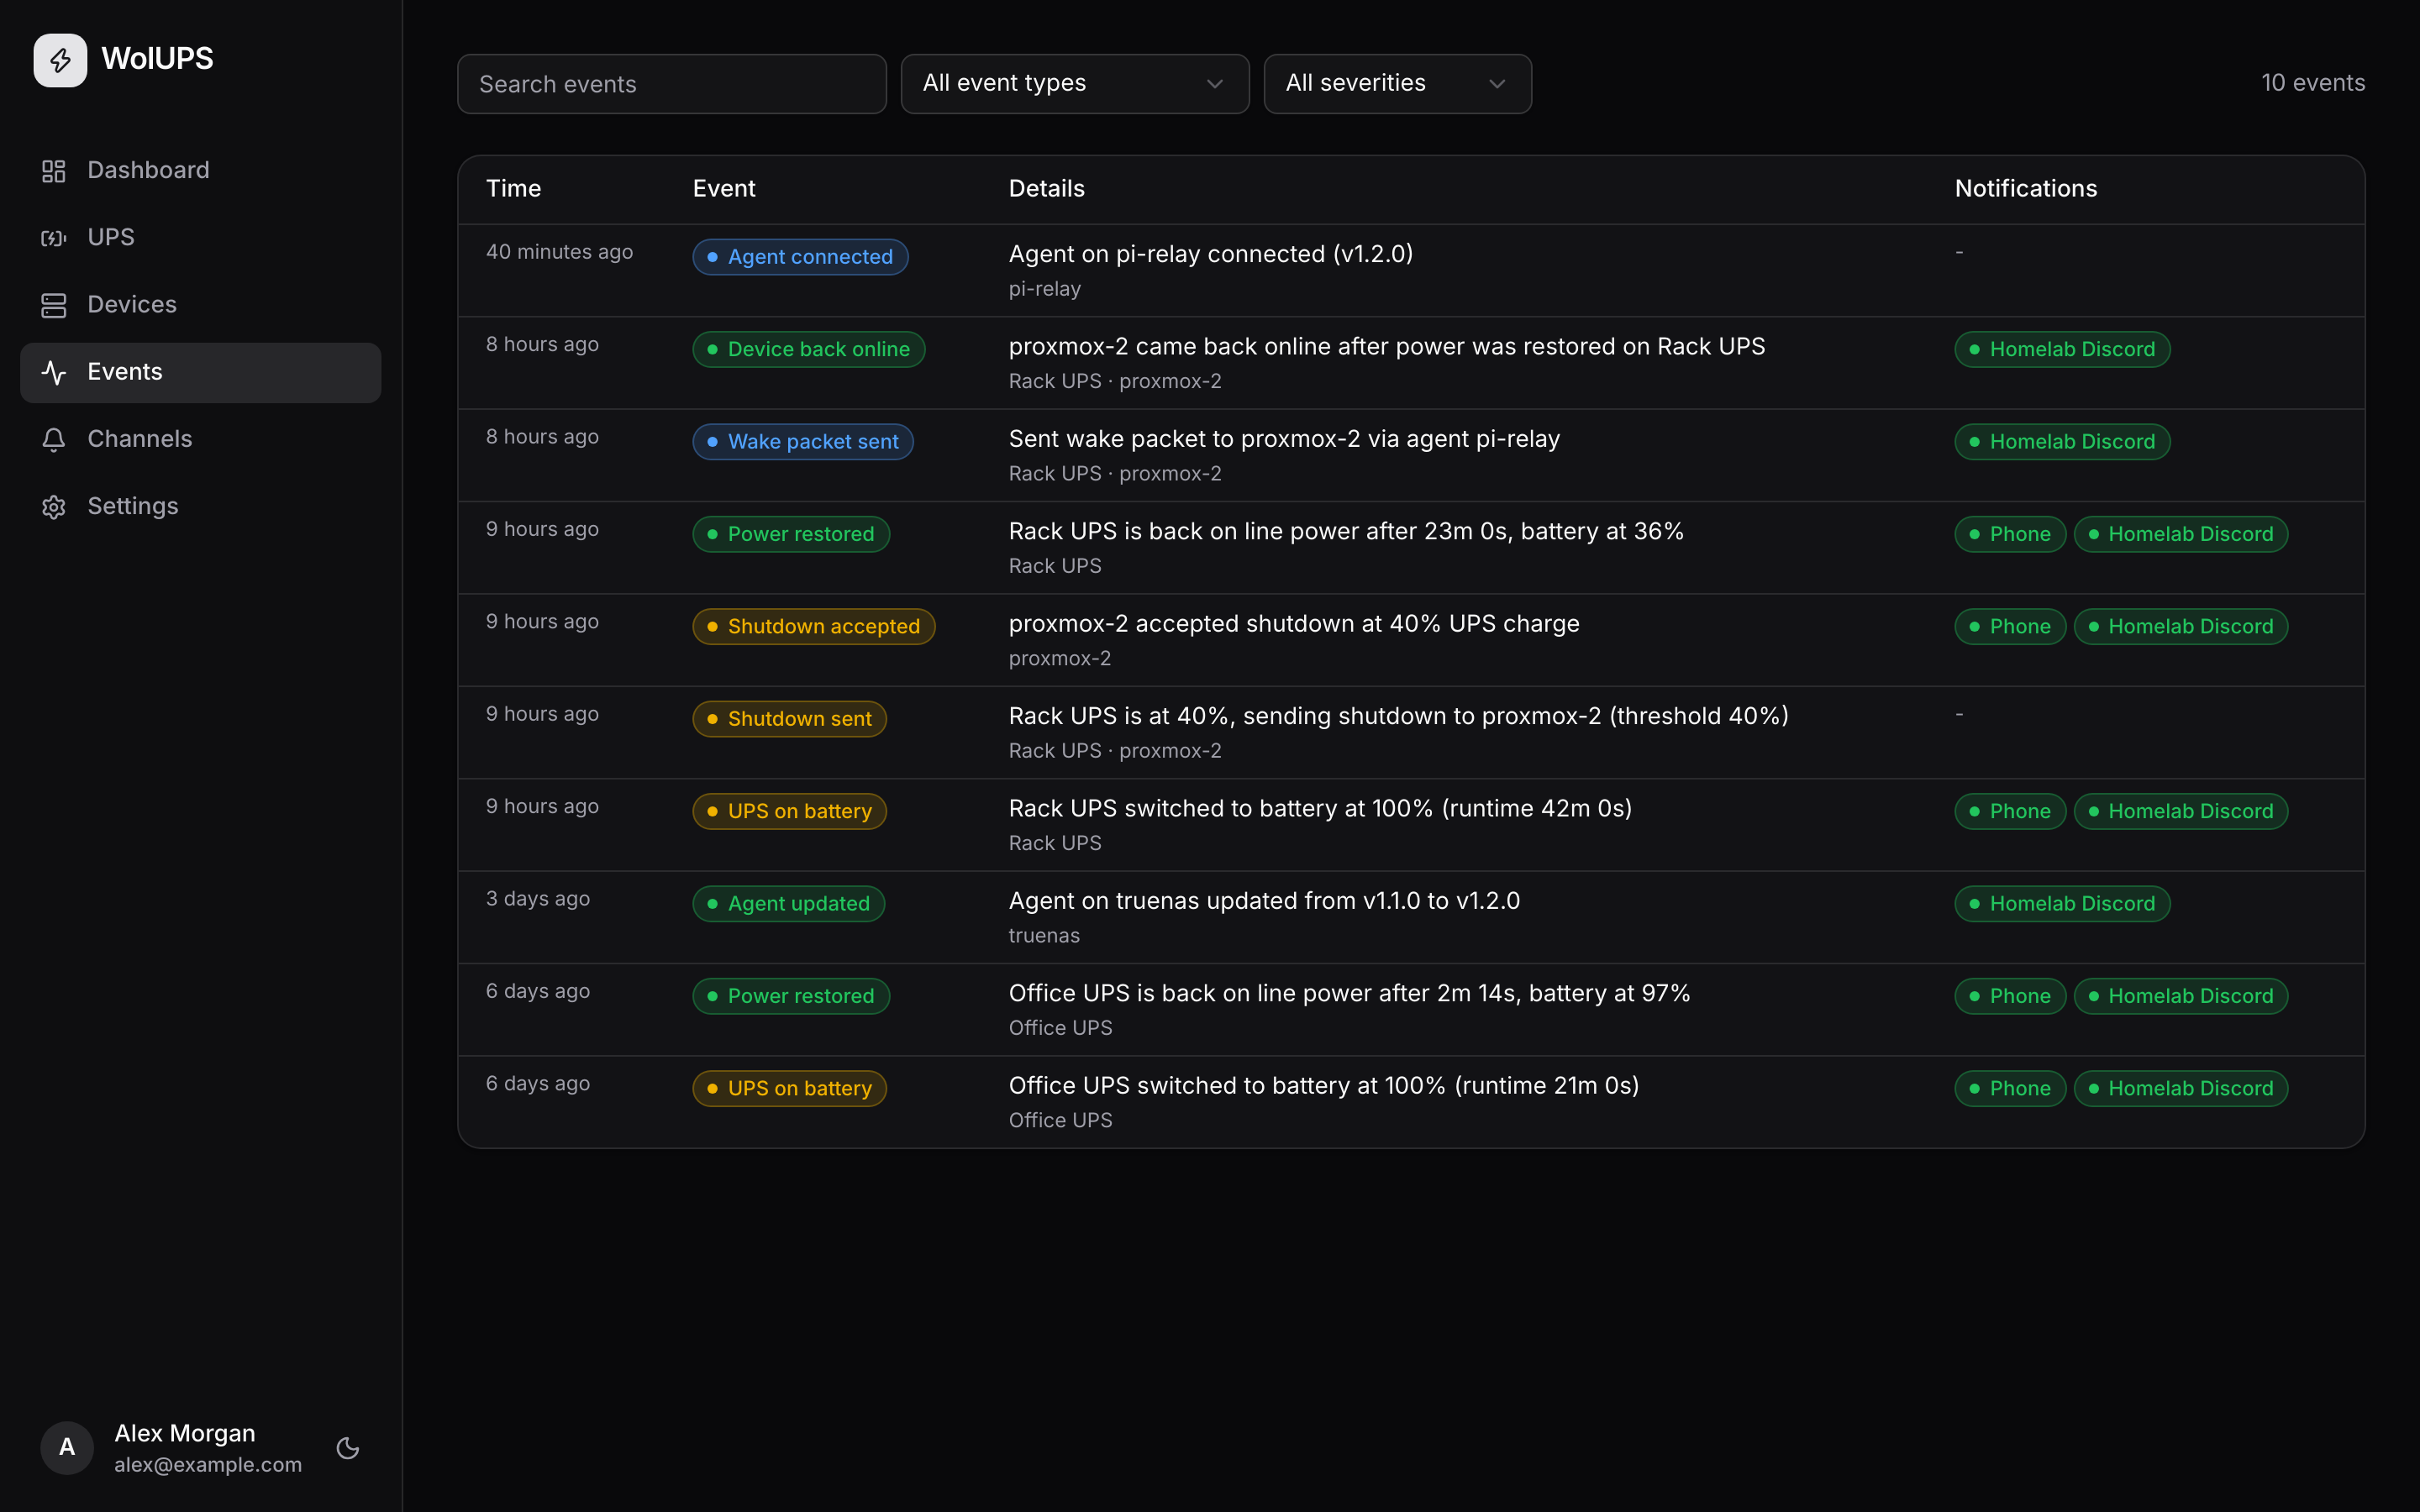 WolUPS
Dashboard
UPS
Devices
Events
Channels
Settings
Alex Morgan
A
alex@example.com
Search events
All event types
All severities
10 events
Time Event Details Notifications
40 minutes ago Agent connected Agent on pi-relay connected (v1.2.0) -
pi-relay
8 hours ago Device back online proxmox-2 came back online after power was restored on Rack UPS Homelab Discord
Rack UPS · proxmox-2
8 hours ago Wake packet sent Sent wake packet to proxmox-2 via agent pi-relay Homelab Discord
Rack UPS · proxmox-2
9 hours ago Power restored Rack UPS is back on line power after 23m 0s, battery at 36% Phone Homelab Discord
Rack UPS
9 hours ago Shutdown accepted proxmox-2 accepted shutdown at 40% UPS charge Phone Homelab Discord
proxmox-2
9 hours ago Shutdown sent Rack UPS is at 40%, sending shutdown to proxmox-2 (threshold 40%) -
Rack UPS · proxmox-2
9 hours ago UPS on battery Rack UPS switched to battery at 100% (runtime 42m 0s) Phone Homelab Discord
Rack UPS
3 days ago Agent updated Agent on truenas updated from v1.1.0 to v1.2.0 Homelab Discord
truenas
6 days ago Power restored Office UPS is back on line power after 2m 14s, battery at 97% Phone Homelab Discord
Office UPS
6 days ago UPS on battery Office UPS switched to battery at 100% (runtime 21m 0s) Phone Homelab Discord
Office UPS